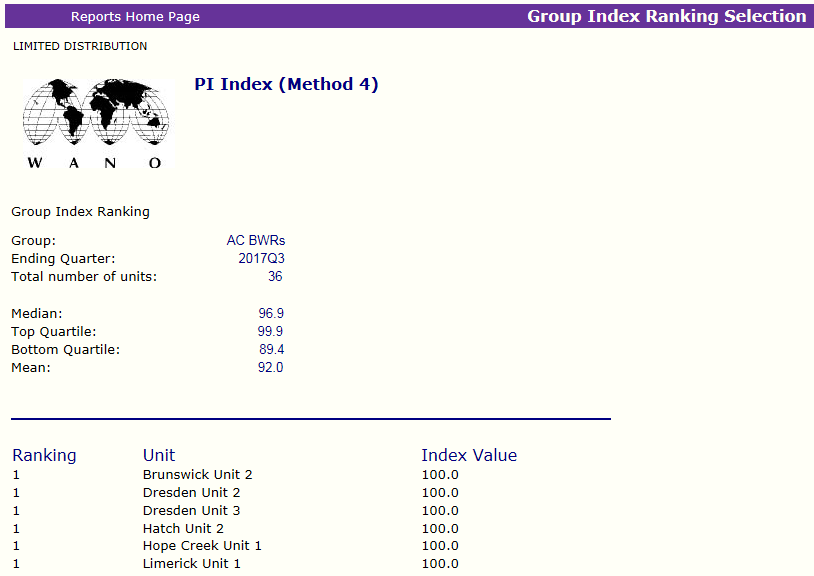 Reports Home Page Group Index Ranking Selection
LIMITED DISTRIBUTION
PI Index (Method 4)
W A N O
Group Index Ranking
Group: AC BWRs
Ending Quarter: 2017Q3
Total number of units: 36
Median: 96.9
Top Quartile: 99.9
Bottom Quartile: 89.4
Mean: 92.0
Ranking Unit Index Value
1 Brunswick Unit 2 100.0
1 Dresden Unit 2 100.0
1 Dresden Unit 3 100.0
1 Hatch Unit 2 100.0
1 Hope Creek Unit 1 100.0
1 Limerick Unit 1 100.0